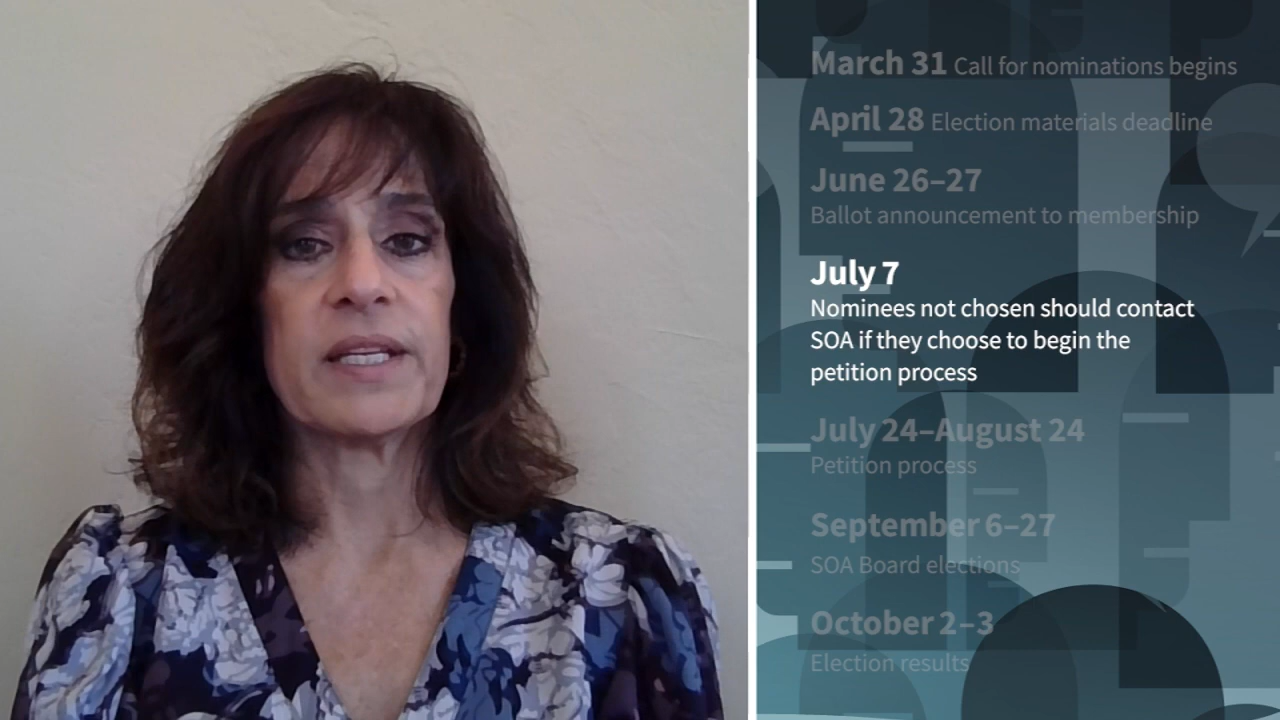 March 31 Call for nominations begins
April 28 Election materials deadline
June 26–27
Ballot announcement to membership
July 7
Nominees not chosen should contact
SOA if they choose to begin the
petition process
July 24–August 24
Petition process
September 6–27
SOA Board elections
October 2–3
Election results